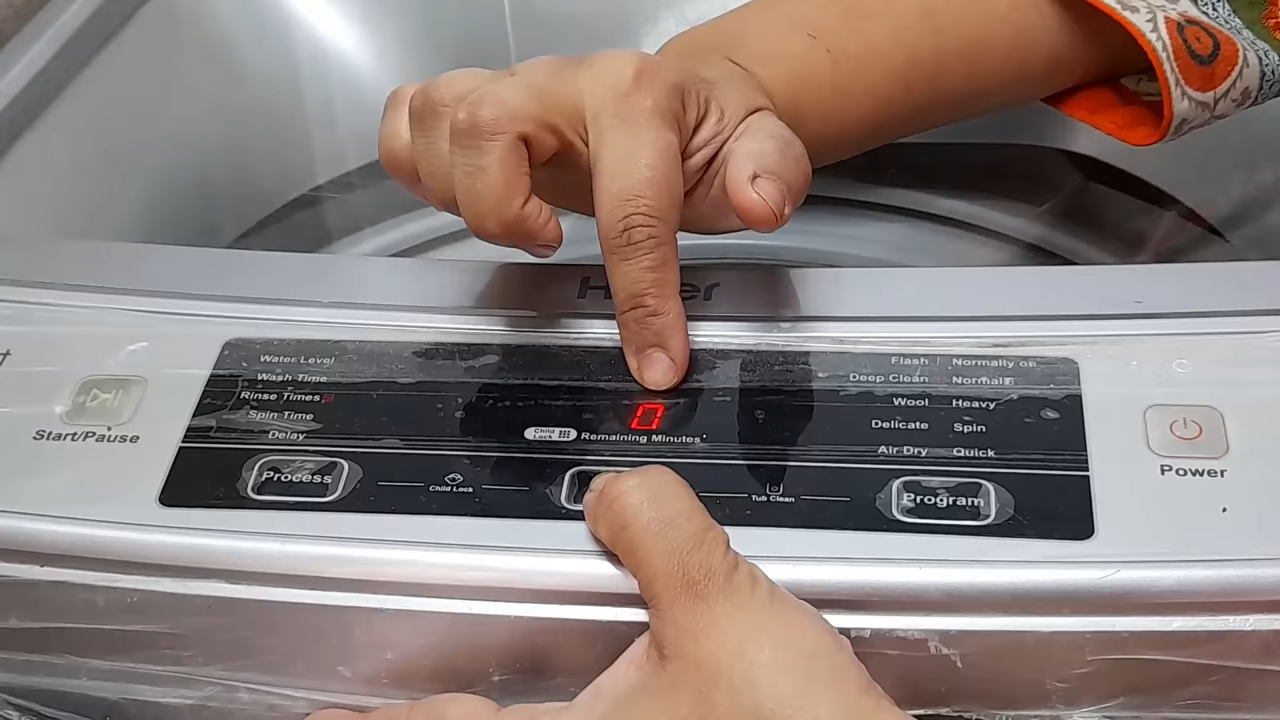 Water Level
Wash Time
Rinse Times
Spin Time
Delay
Start/Pause
Process
Child Lock
0
Child Lock
Remaining Minutes
Tub Clean
Flash
Normally on
Deep Clean
Normal
Wool
Heavy
Delicate
Spin
Air Dry
Quick
Program
Power